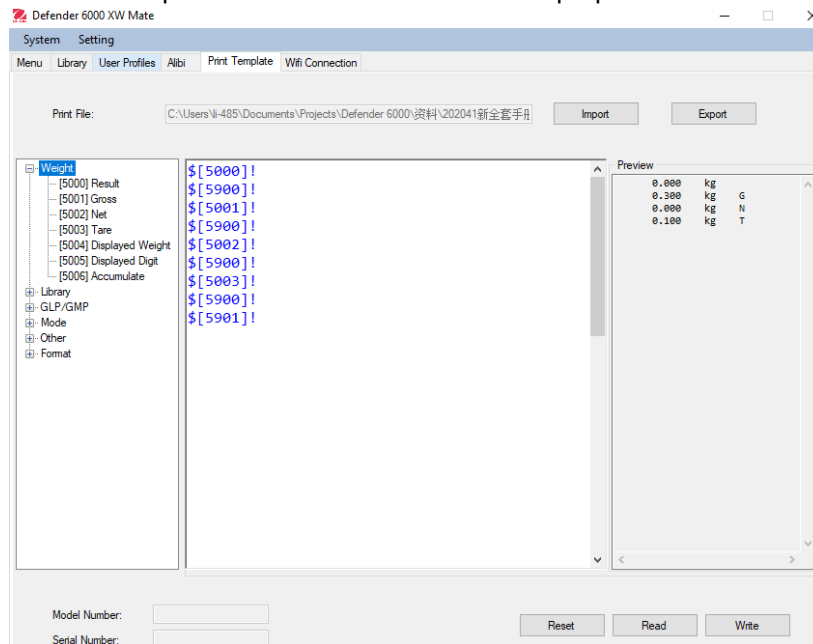 Defender 6000 XW Mate
System Setting
Menu Library User Profiles Alibi Print Template Wifi Connection
Print File: C:\Users\li-485\Documents\Projects\Defender 6000\资料\202041新全套手册 Import Export
Weight
[5000] Result
[5001] Gross
[5002] Net
[5003] Tare
[5004] Displayed Weight
[5005] Displayed Digit
[5006] Accumulate
Library
GLP/GMP
Mode
Other
Format
$[5000]!
$[5900]!
$[5001]!
$[5900]!
$[5002]!
$[5900]!
$[5003]!
$[5900]!
$[5901]!
Preview
0.000 kg
0.300 kg G
0.000 kg N
0.100 kg T
Model Number:
Serial Number:
Reset Read Write